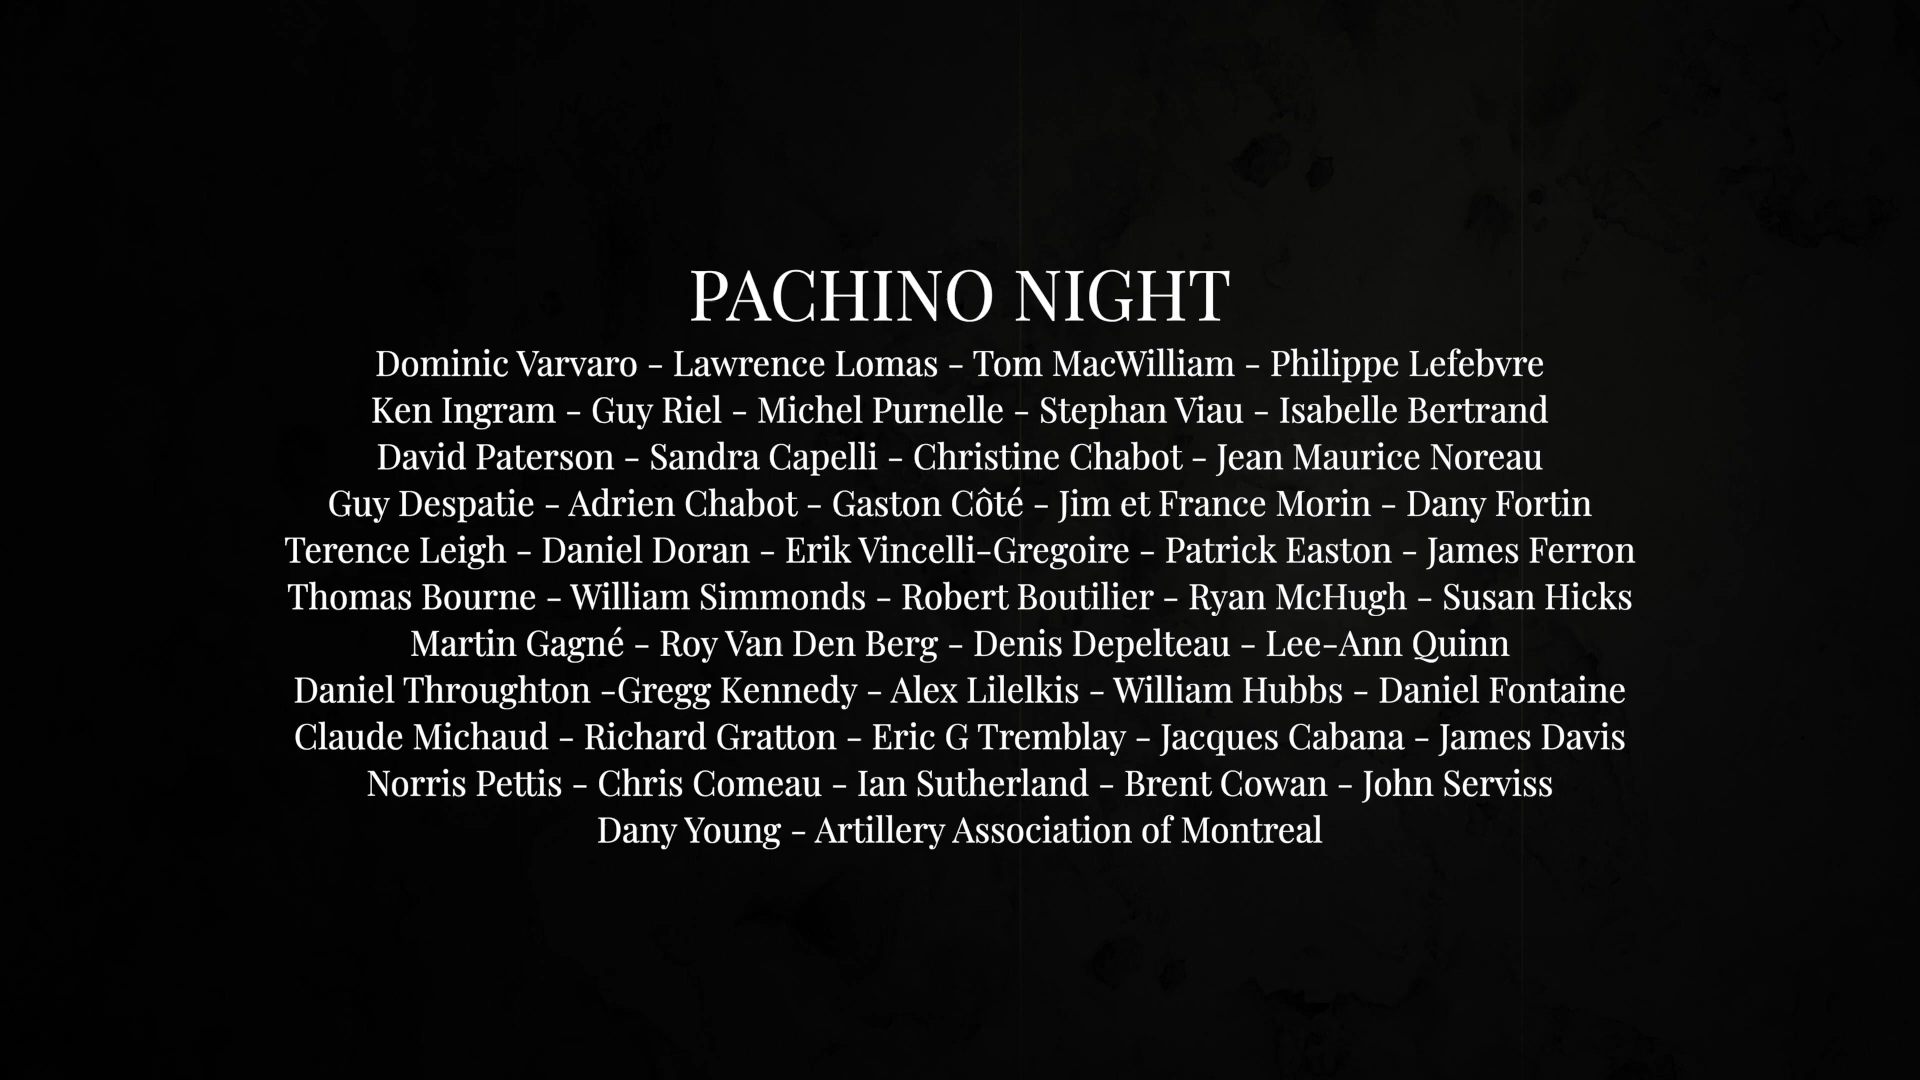 PACHINO NIGHT
Dominic Varvaro - Lawrence Lomas - Tom MacWilliam - Philippe Lefebvre
Ken Ingram - Guy Riel - Michel Purnelle - Stephan Viau - Isabelle Bertrand
David Paterson - Sandra Capelli - Christine Chabot - Jean Maurice Noreau
Guy Despatie - Adrien Chabot - Gaston Côté - Jim et France Morin - Dany Fortin
Terence Leigh - Daniel Doran - Erik Vincelli-Gregoire - Patrick Easton - James Ferron
Thomas Bourne - William Simmonds - Robert Boutilier - Ryan McHugh - Susan Hicks
Martin Gagné - Roy Van Den Berg - Denis Depelteau - Lee-Ann Quinn
Daniel Throughton -Gregg Kennedy - Alex Lilelkis - William Hubbs - Daniel Fontaine
Claude Michaud - Richard Gratton - Eric G Tremblay - Jacques Cabana - James Davis
Norris Pettis - Chris Comeau - Ian Sutherland - Brent Cowan - John Serviss
Dany Young - Artillery Association of Montreal